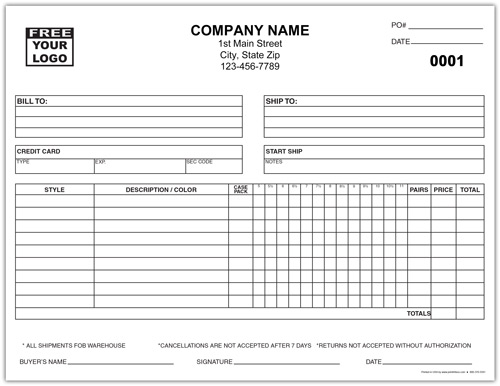 FREE
YOUR
LOGO
COMPANY NAME
1st Main Street
City, State Zip
123-456-7789
PO#
DATE
0001
BILL TO:
SHIP TO:
CREDIT CARD
TYPE EXP. SEC CODE
START SHIP
NOTES
STYLE DESCRIPTION / COLOR CASE PACK 5 5½ 6 6½ 7 7½ 8 8½ 9 9½ 10 10½ 11 PAIRS PRICE TOTAL
TOTALS
* ALL SHIPMENTS FOB WAREHOUSE *CANCELLATIONS ARE NOT ACCEPTED AFTER 7 DAYS *RETURNS NOT ACCEPTED WITHOUT AUTHORIZATION
BUYER'S NAME SIGNATURE DATE